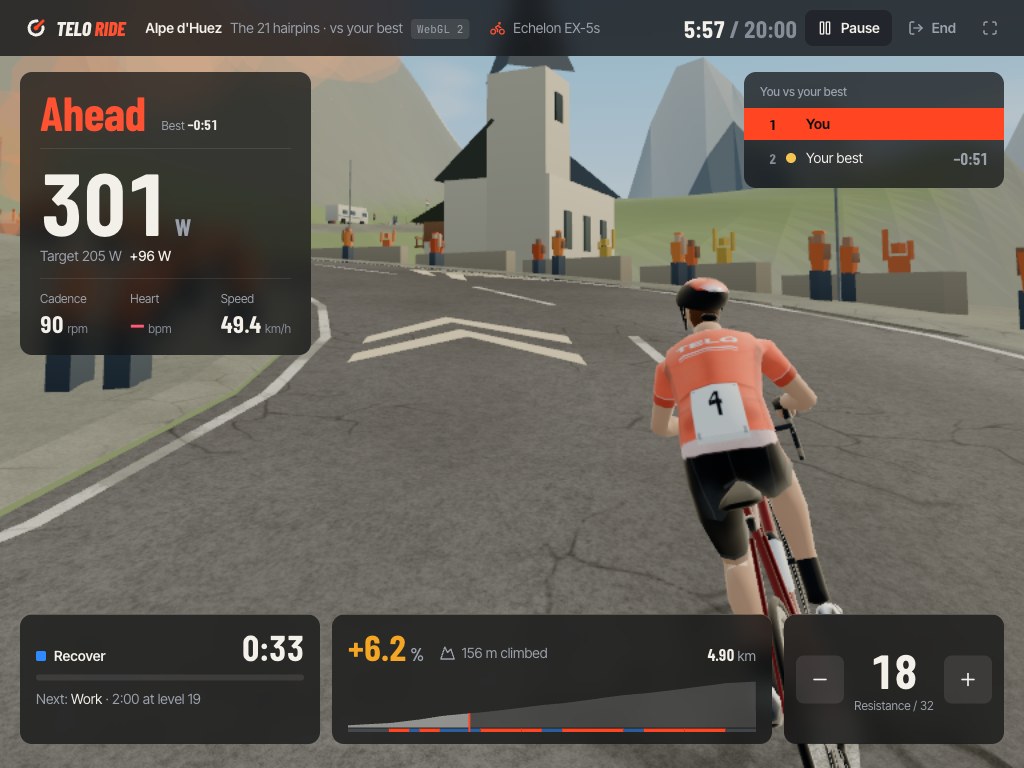 TELO RIDE
Alpe d'Huez The 21 hairpins · vs your best WebGL 2
Echelon EX-5s
5:57 / 20:00
Pause
End
Ahead Best −0:51
301 W
Target 205 W +96 W
Cadence Heart Speed
90 rpm — bpm 49.4 km/h
You vs your best
1 You
2 Your best −0:51
TELO
4
Recover 0:33
Next: Work · 2:00 at level 19
+6.2 % 156 m climbed 4.90 km
− 18 +
Resistance / 32